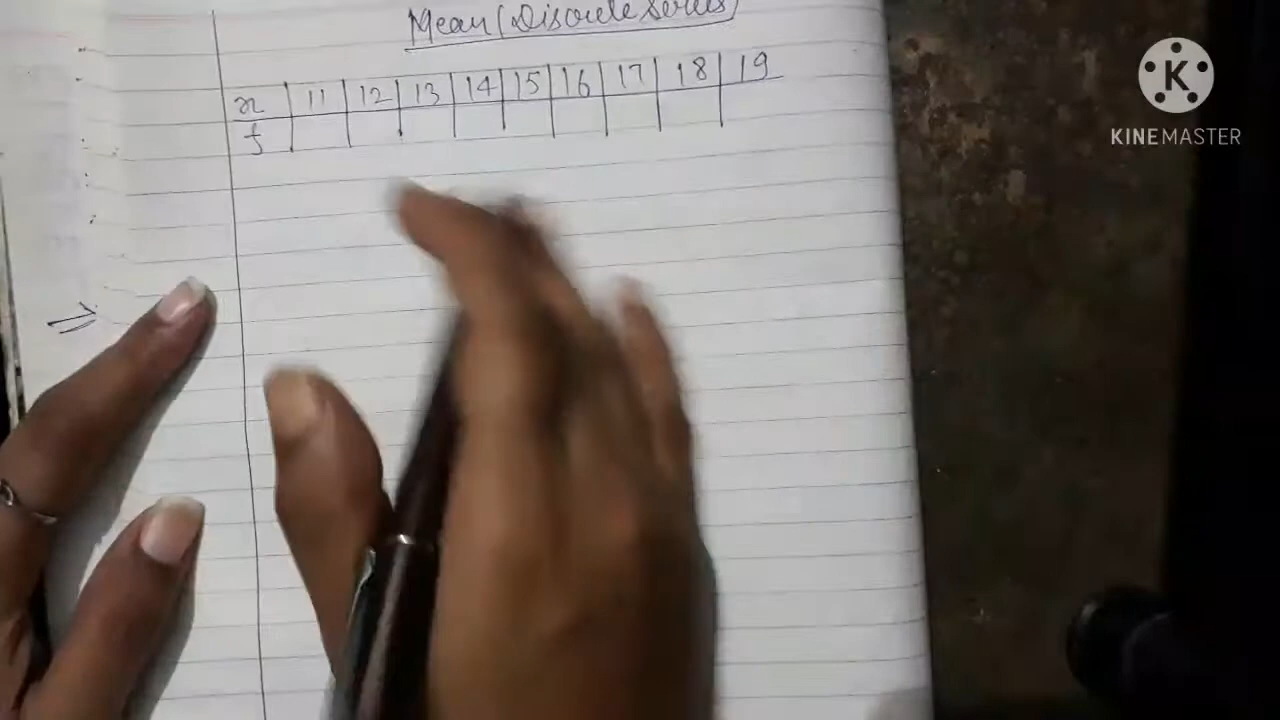 Mean (Discrete Series)
x 11 12 13 14 15 16 17 18 19
f
⇒
K
KINEMASTER